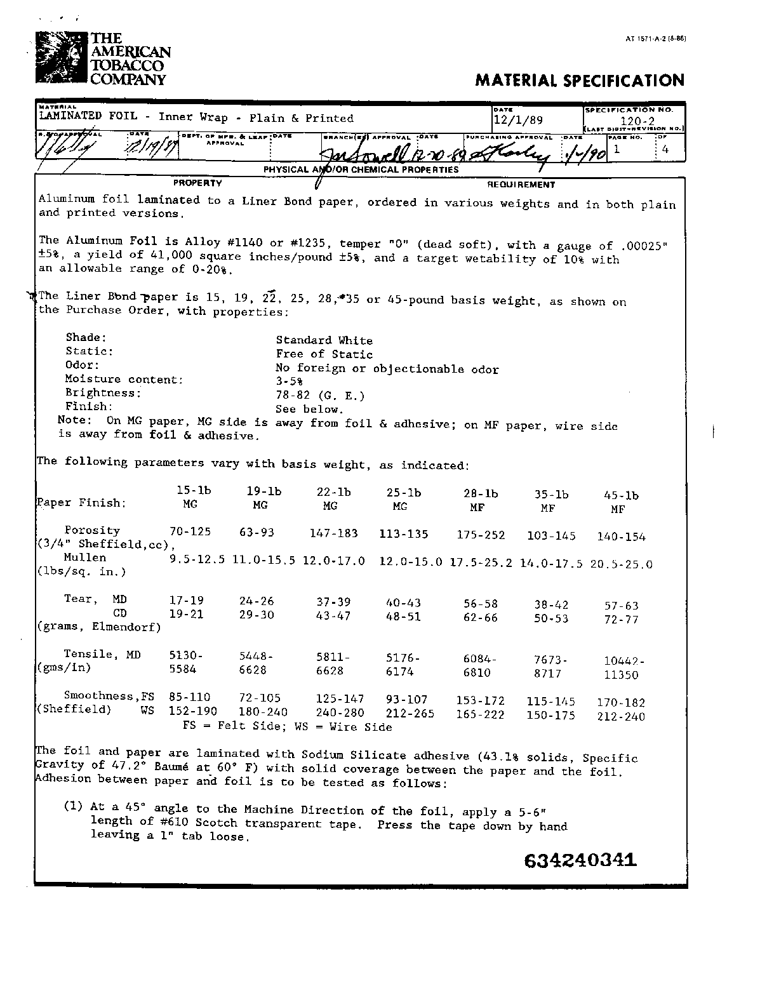 AT 1571-A-2 (6-86)
THE
AMERICAN
TOBACCO
COMPANY
MATERIAL SPECIFICATION
MATERIAL
LAMINATED FOIL - Inner Wrap - Plain & Printed
DATE
12/1/89
SPECIFICATION NO.
120-2
(LAST DIGIT=REVISION NO.)
APPROVAL DATE DEPT. OF MFR. & LEAF APPROVAL DATE BRANCH(ES) APPROVAL DATE PURCHASING APPROVAL DATE PAGE NO. OF
12/19/89 12-20-89 1/4/90 1 4
PHYSICAL AND/OR CHEMICAL PROPERTIES
PROPERTY REQUIREMENT
Aluminum foil laminated to a Liner Bond paper, ordered in various weights and in both plain
and printed versions.
The Aluminum Foil is Alloy #1140 or #1235, temper "0" (dead soft), with a gauge of .00025"
±5%, a yield of 41,000 square inches/pound ±5%, and a target wetability of 10% with
an allowable range of 0-20%.
The Liner Bond paper is 15, 19, 22, 25, 28, *35 or 45-pound basis weight, as shown on
the Purchase Order, with properties:
Shade: Standard White
Static: Free of Static
Odor: No foreign or objectionable odor
Moisture content: 3-5%
Brightness: 78-82 (G. E.)
Finish: See below.
Note: On MG paper, MG side is away from foil & adhesive; on MF paper, wire side
is away from foil & adhesive.
The following parameters vary with basis weight, as indicated:
15-lb 19-lb 22-lb 25-lb 28-lb 35-lb 45-lb
Paper Finish: MG MG MG MG MF MF MF
Porosity 70-125 63-93 147-183 113-135 175-252 103-145 140-154
(3/4" Sheffield,cc),
Mullen 9.5-12.5 11.0-15.5 12.0-17.0 12.0-15.0 17.5-25.2 14.0-17.5 20.5-25.0
(lbs/sq. in.)
Tear, MD 17-19 24-26 37-39 40-43 56-58 38-42 57-63
CD 19-21 29-30 43-47 48-51 62-66 50-53 72-77
(grams, Elmendorf)
Tensile, MD 5130- 5448- 5811- 5176- 6084- 7673- 10442-
(gms/in) 5584 6628 6628 6174 6810 8717 11350
Smoothness,FS 85-110 72-105 125-147 93-107 153-172 115-145 170-182
(Sheffield) WS 152-190 180-240 240-280 212-265 165-222 150-175 212-240
FS = Felt Side; WS = Wire Side
The foil and paper are laminated with Sodium Silicate adhesive (43.1% solids, Specific
Gravity of 47.2° Baumé at 60° F) with solid coverage between the paper and the foil.
Adhesion between paper and foil is to be tested as follows:
(1) At a 45° angle to the Machine Direction of the foil, apply a 5-6"
length of #610 Scotch transparent tape. Press the tape down by hand
leaving a 1" tab loose.
634240341